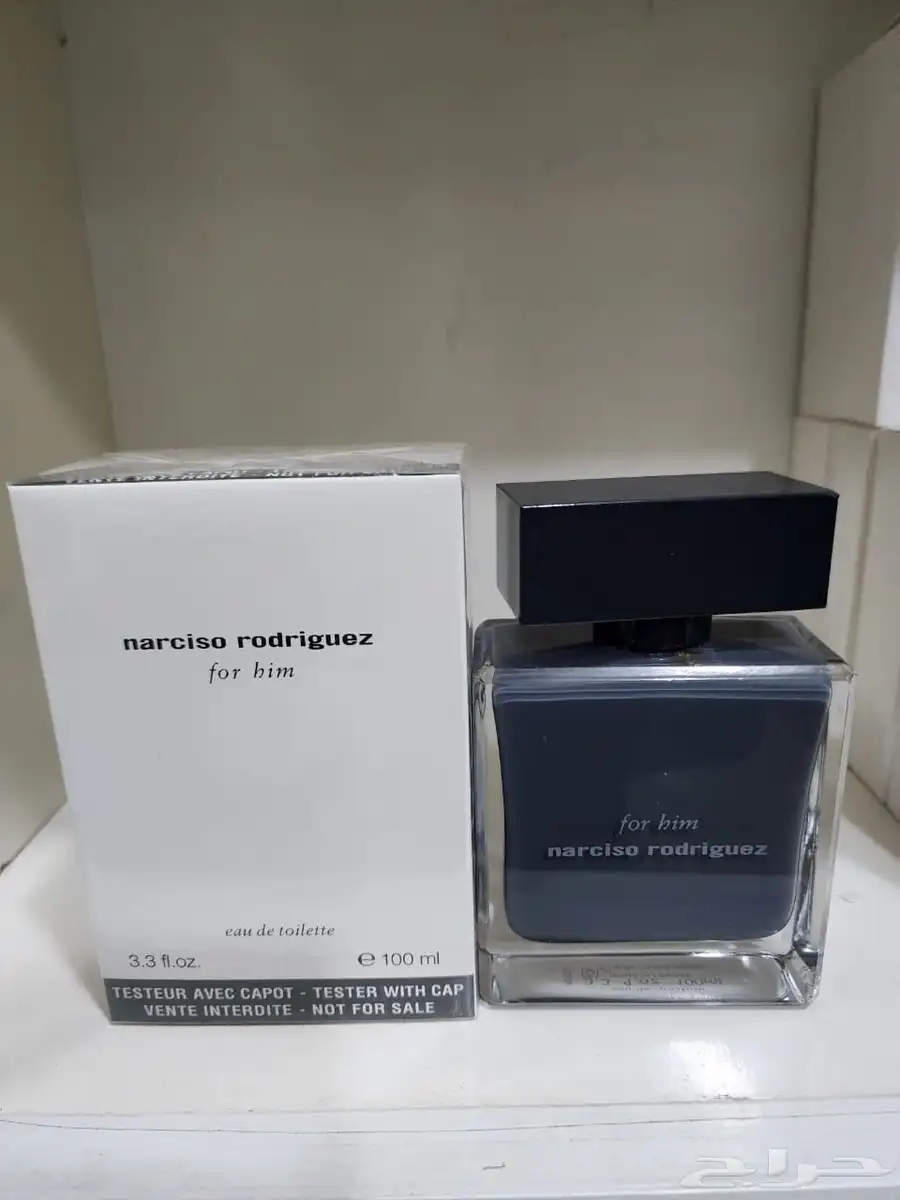 narciso rodriguez
for him
eau de toilette
3.3 fl.oz.
e 100 ml
TESTEUR AVEC CAPOT - TESTER WITH CAP
VENTE INTERDITE - NOT FOR SALE
for him
narciso rodriguez
حراج